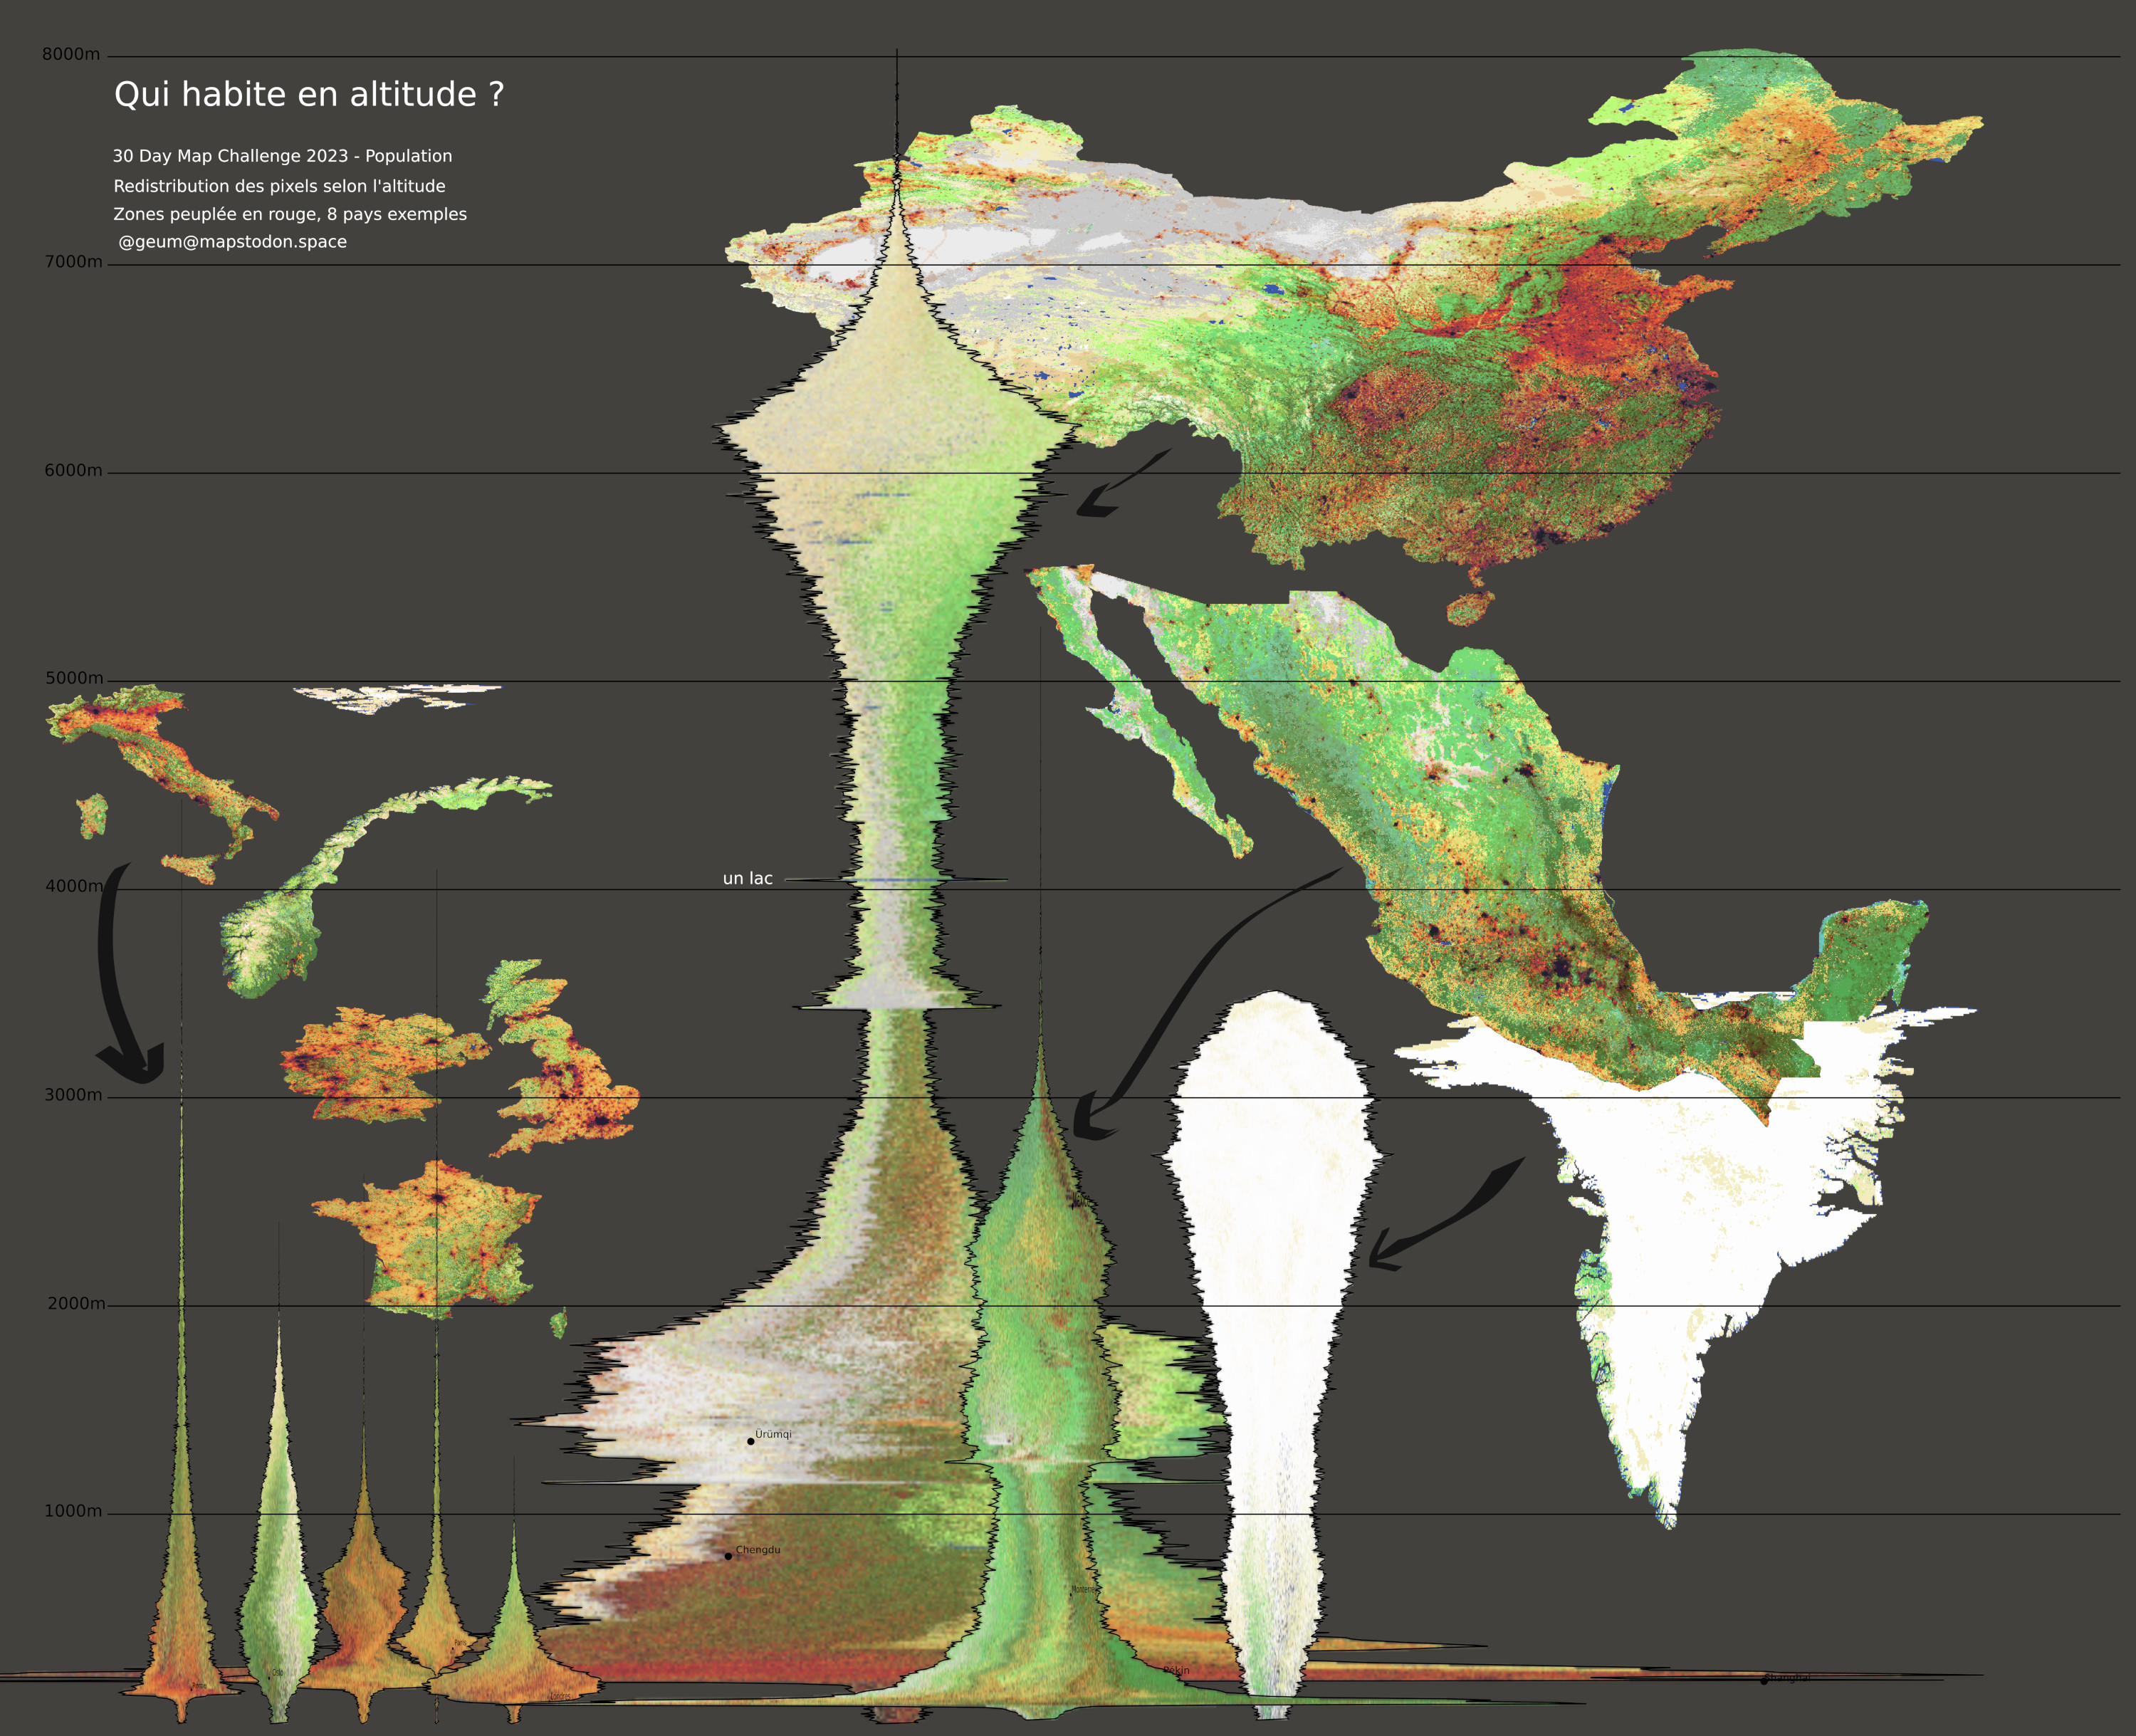 8000m
Qui habite en altitude ?
30 Day Map Challenge 2023 - Population
Redistribution des pixels selon l'altitude
Zones peuplée en rouge, 8 pays exemples
@geum@mapstodon.space
7000m
6000m
5000m
un lac
4000m
3000m
2000m
Ürümqi
1000m
Chengdu
Pékin
Shanghai